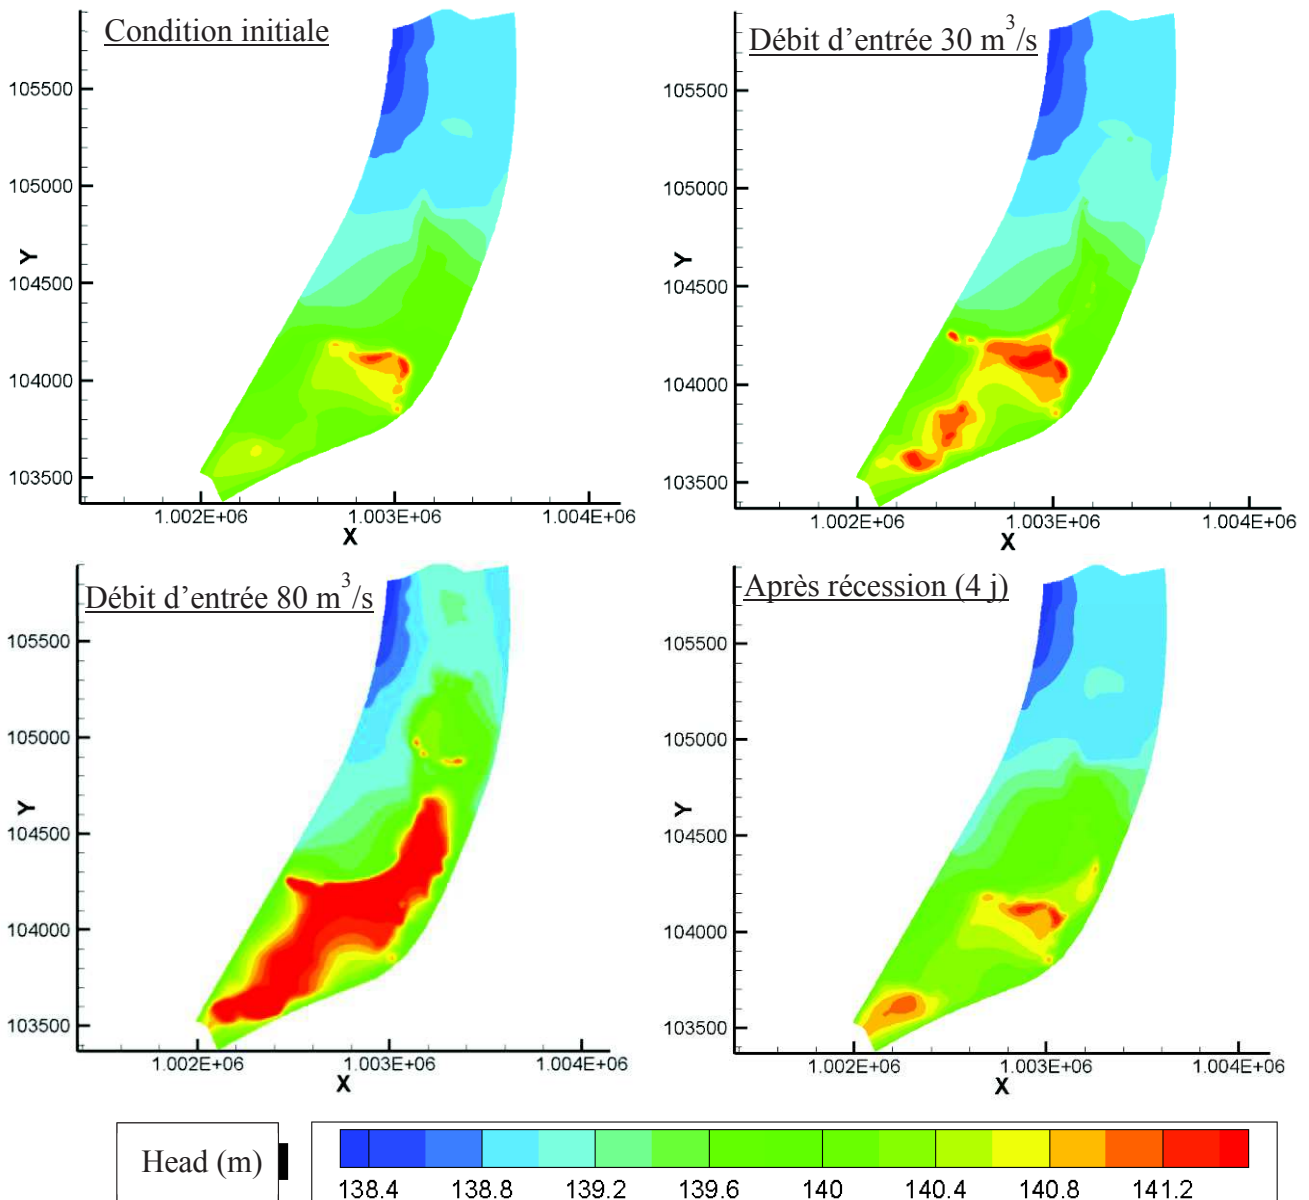 Condition initiale
105500
105000
104500
104000
103500
Y
1.002E+06 1.003E+06 1.004E+06
X
Débit d’entrée 30 m³/s
105500
105000
104500
104000
103500
Y
1.002E+06 1.003E+06 1.004E+06
X
Débit d’entrée 80 m³/s
105500
105000
104500
104000
103500
Y
1.002E+06 1.003E+06 1.004E+06
X
Après récession (4 j)
105500
105000
104500
104000
103500
Y
1.002E+06 1.003E+06 1.004E+06
X
Head (m)
138.4 138.8 139.2 139.6 140 140.4 140.8 141.2